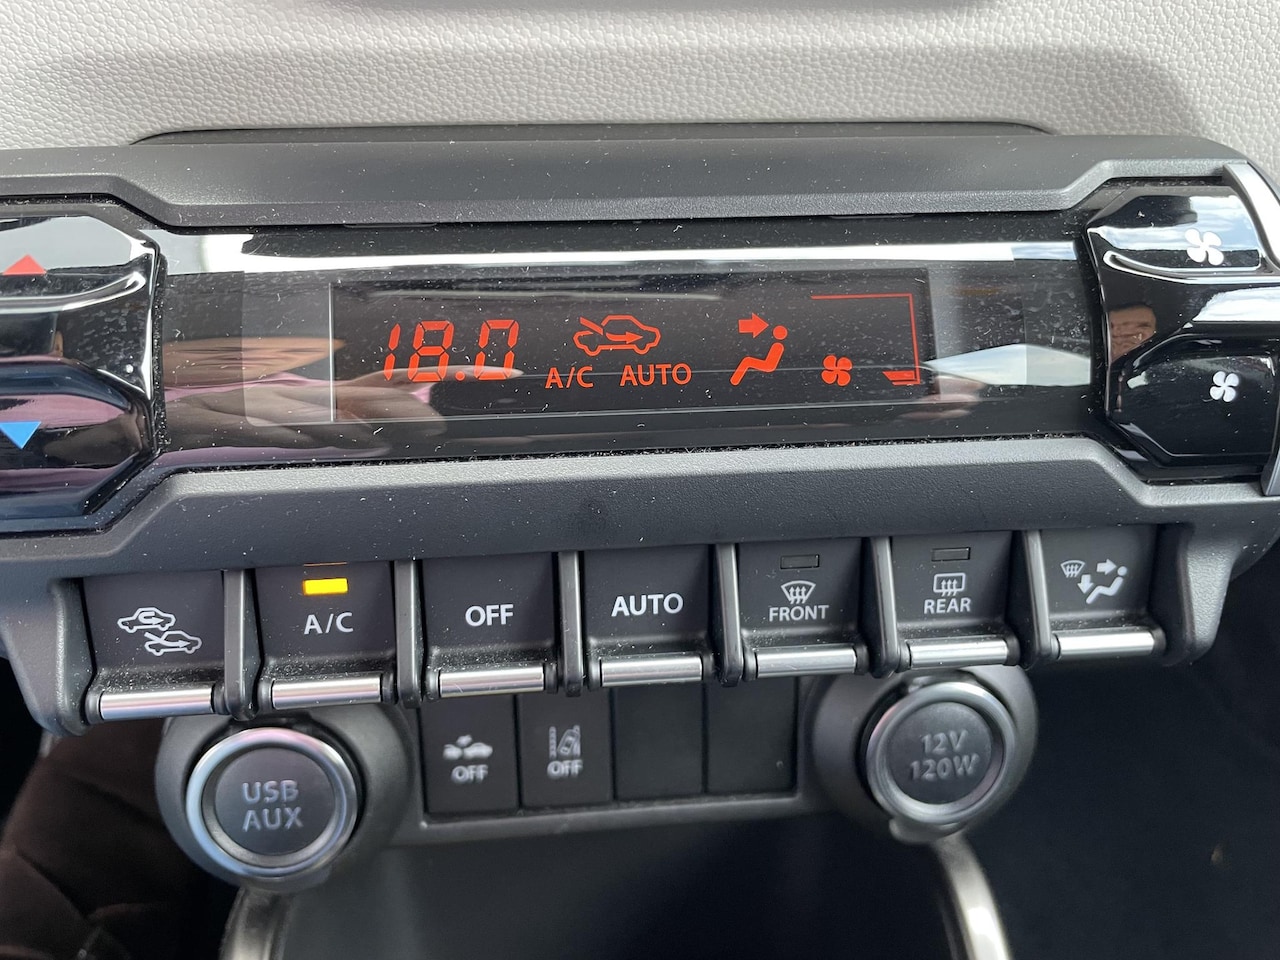 18.0
A/C AUTO
A/C
OFF
AUTO
FRONT
REAR
USB
AUX
OFF
OFF
12V
120W